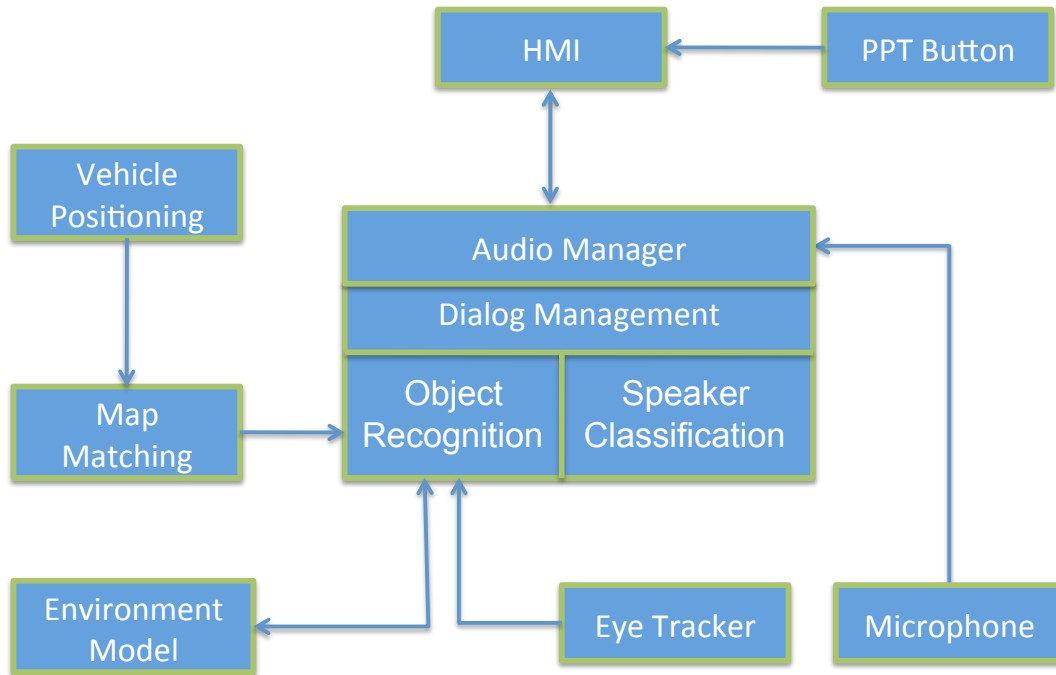 HMI
PPT Button
Vehicle
Positioning
Audio Manager
Dialog Management
Object
Recognition
Speaker
Classification
Map
Matching
Environment
Model
Eye Tracker
Microphone